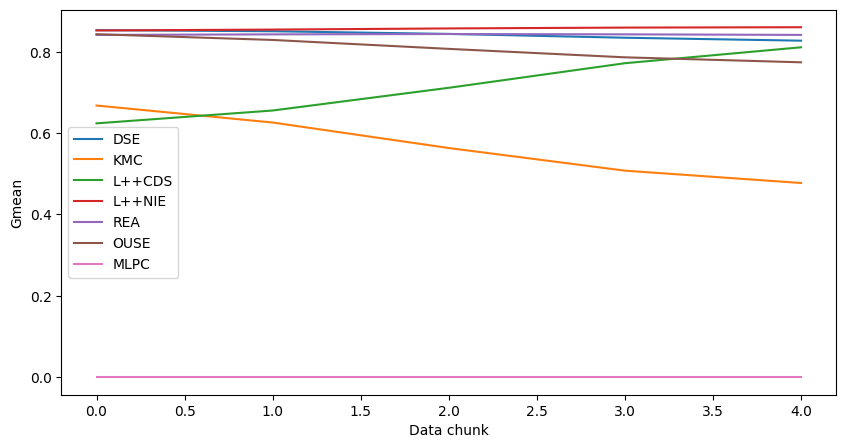 0.8
0.6
0.4
0.2
0.0
Gmean
DSE
KMC
L++CDS
L++NIE
REA
OUSE
MLPC
0.0 0.5 1.0 1.5 2.0 2.5 3.0 3.5 4.0
Data chunk